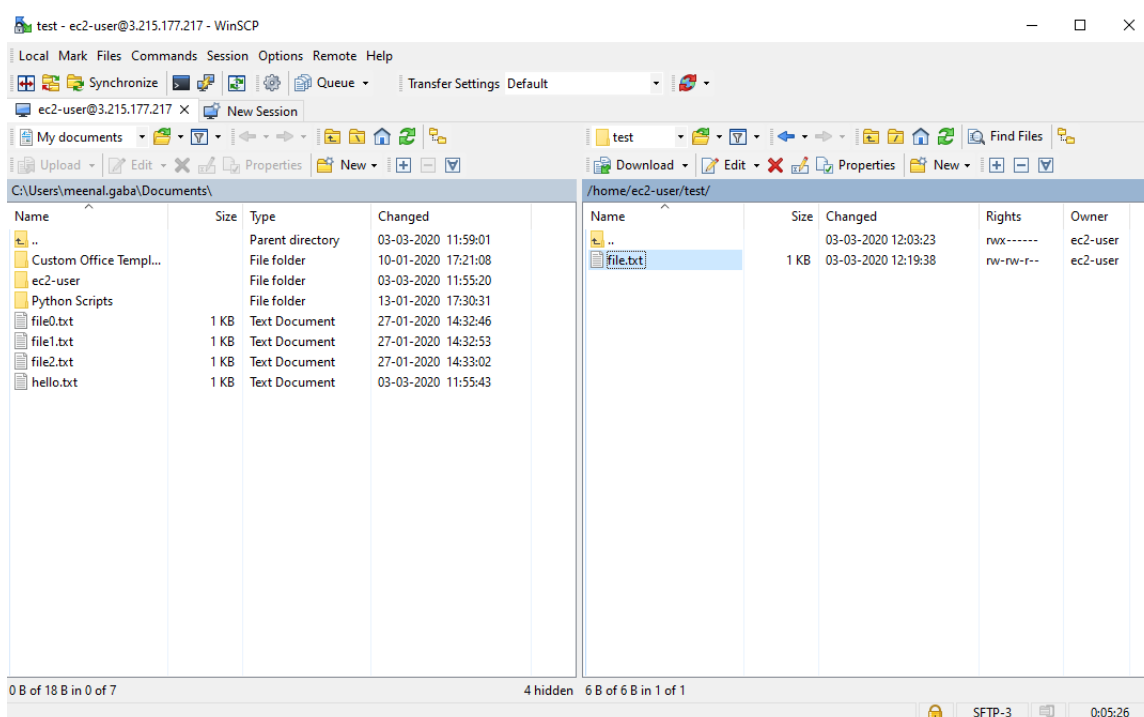 test - ec2-user@3.215.177.217 - WinSCP
Local Mark Files Commands Session Options Remote Help
Synchronize Queue Transfer Settings Default
ec2-user@3.215.177.217 New Session
My documents test Find Files
Upload Edit Properties New Download Edit Properties New
C:\Users\meenal.gaba\Documents\ /home/ec2-user/test/
Name Size Type Changed Name Size Changed Rights Owner
.. Parent directory 03-03-2020 11:59:01 .. 03-03-2020 12:03:23 rwx------ ec2-user
Custom Office Templ... File folder 10-01-2020 17:21:08 file.txt 1 KB 03-03-2020 12:19:38 rw-rw-r-- ec2-user
ec2-user File folder 03-03-2020 11:55:20
Python Scripts File folder 13-01-2020 17:30:31
file0.txt 1 KB Text Document 27-01-2020 14:32:46
file1.txt 1 KB Text Document 27-01-2020 14:32:53
file2.txt 1 KB Text Document 27-01-2020 14:33:02
hello.txt 1 KB Text Document 03-03-2020 11:55:43
0 B of 18 B in 0 of 7 4 hidden 6 B of 6 B in 1 of 1
SFTP-3 0:05:26